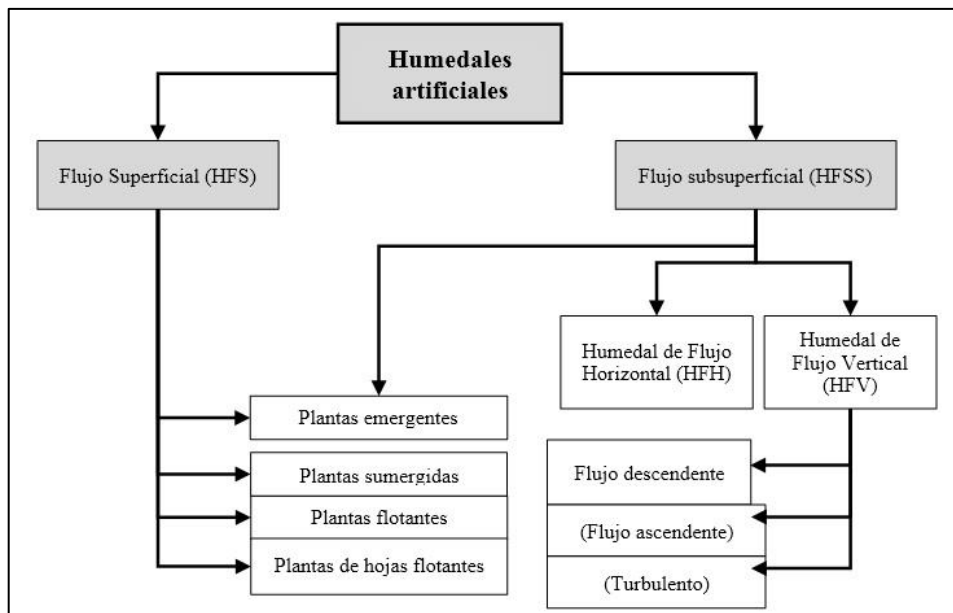 Humedales
artificiales
Flujo Superficial (HFS)
Flujo subsuperficial (HFSS)
Humedal de Flujo
Horizontal (HFH)
Humedal de
Flujo Vertical
(HFV)
Plantas emergentes
Plantas sumergidas
Plantas flotantes
Plantas de hojas flotantes
Flujo descendente
(Flujo ascendente)
(Turbulento)